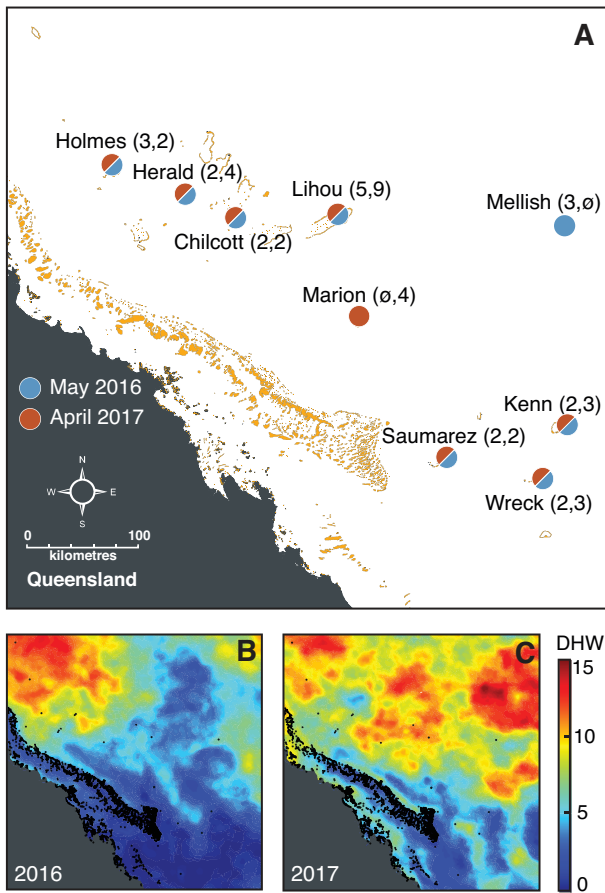 A
Holmes (3,2)
Herald (2,4)
Lihou (5,9)
Mellish (3,ø)
Chilcott (2,2)
Marion (ø,4)
May 2016
April 2017
Kenn (2,3)
Saumarez (2,2)
Wreck (2,3)
N
W E
S
0 100
kilometres
Queensland
B
2016
C
2017
DHW
15
10
5
0